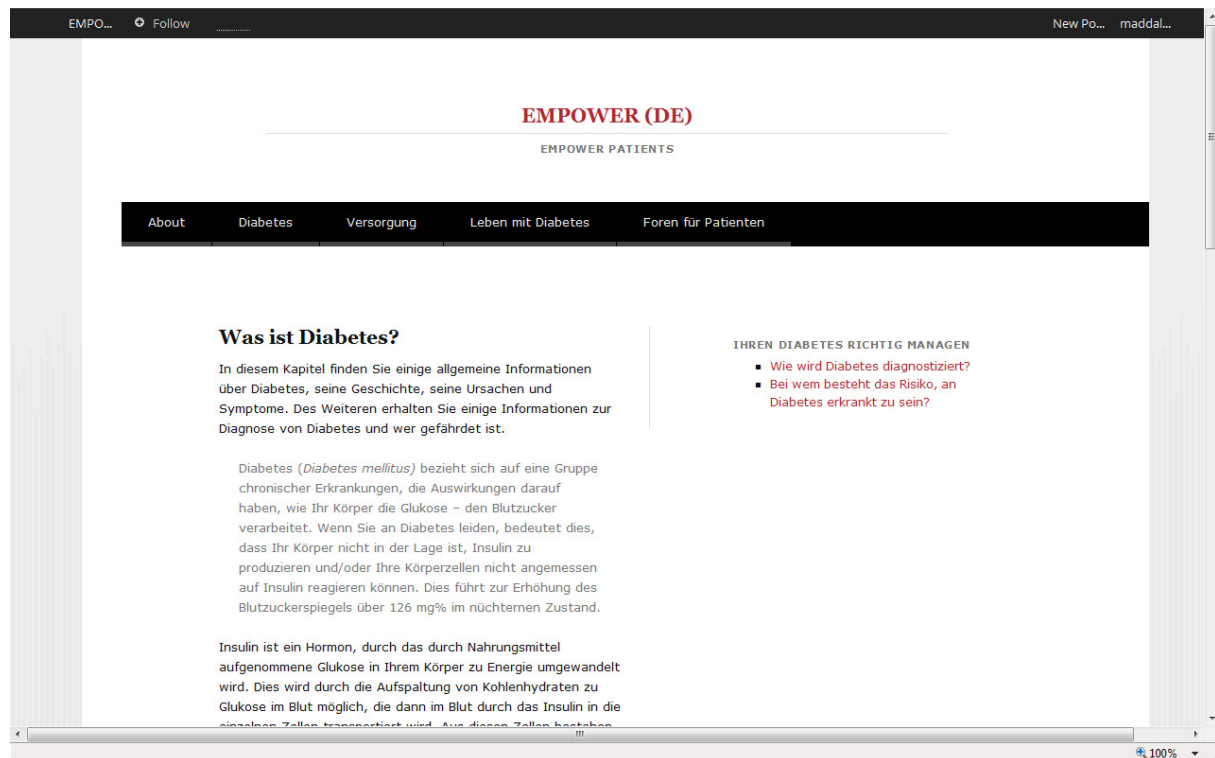 EMPO... Follow New Po... maddal...
EMPOWER (DE)
EMPOWER PATIENTS
About Diabetes Versorgung Leben mit Diabetes Foren für Patienten
Was ist Diabetes?
In diesem Kapitel finden Sie einige allgemeine Informationen
über Diabetes, seine Geschichte, seine Ursachen und
Symptome. Des Weiteren erhalten Sie einige Informationen zur
Diagnose von Diabetes und wer gefährdet ist.
Diabetes (Diabetes mellitus) bezieht sich auf eine Gruppe
chronischer Erkrankungen, die Auswirkungen darauf
haben, wie Ihr Körper die Glukose – den Blutzucker
verarbeitet. Wenn Sie an Diabetes leiden, bedeutet dies,
dass Ihr Körper nicht in der Lage ist, Insulin zu
produzieren und/oder Ihre Körperzellen nicht angemessen
auf Insulin reagieren können. Dies führt zur Erhöhung des
Blutzuckerspiegels über 126 mg% im nüchternen Zustand.
Insulin ist ein Hormon, durch das durch Nahrungsmittel
aufgenommene Glukose in Ihrem Körper zu Energie umgewandelt
wird. Dies wird durch die Aufspaltung von Kohlenhydraten zu
Glukose im Blut möglich, die dann im Blut durch das Insulin in die
einzelnen Zellen transportiert wird. Aus diesen Zellen bestehen
IHREN DIABETES RICHTIG MANAGEN
Wie wird Diabetes diagnostiziert?
Bei wem besteht das Risiko, an
Diabetes erkrankt zu sein?
100%